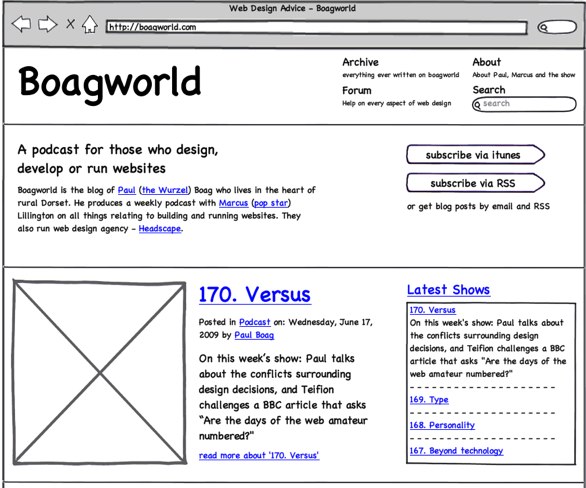 Web Design Advice - Boagworld
http://boagworld.com
Boagworld
Archive
everything ever written on boagworld
About
About Paul, Marcus and the show
Forum
Help on every aspect of web design
Search
search
A podcast for those who design,
develop or run websites
Boagworld is the blog of Paul (the Wurzel) Boag who lives in the heart of
rural Dorset. He produces a weekly podcast with Marcus (pop star)
Lillington on all things relating to building and running websites. They
also run web design agency - Headscape.
subscribe via itunes
subscribe via RSS
or get blog posts by email and RSS
170. Versus
Posted in Podcast on: Wednesday, June 17,
2009 by Paul Boag
On this week's show: Paul talks
about the conflicts surrounding
design decisions, and Teifion
challenges a BBC article that asks
"Are the days of the web amateur
numbered?"
read more about '170. Versus'
Latest Shows
170. Versus
On this week's show: Paul talks about
the conflicts surrounding design
decisions, and Teifion challenges a BBC
article that asks "Are the days of the
web amateur numbered?"
169. Type
168. Personality
167. Beyond technology